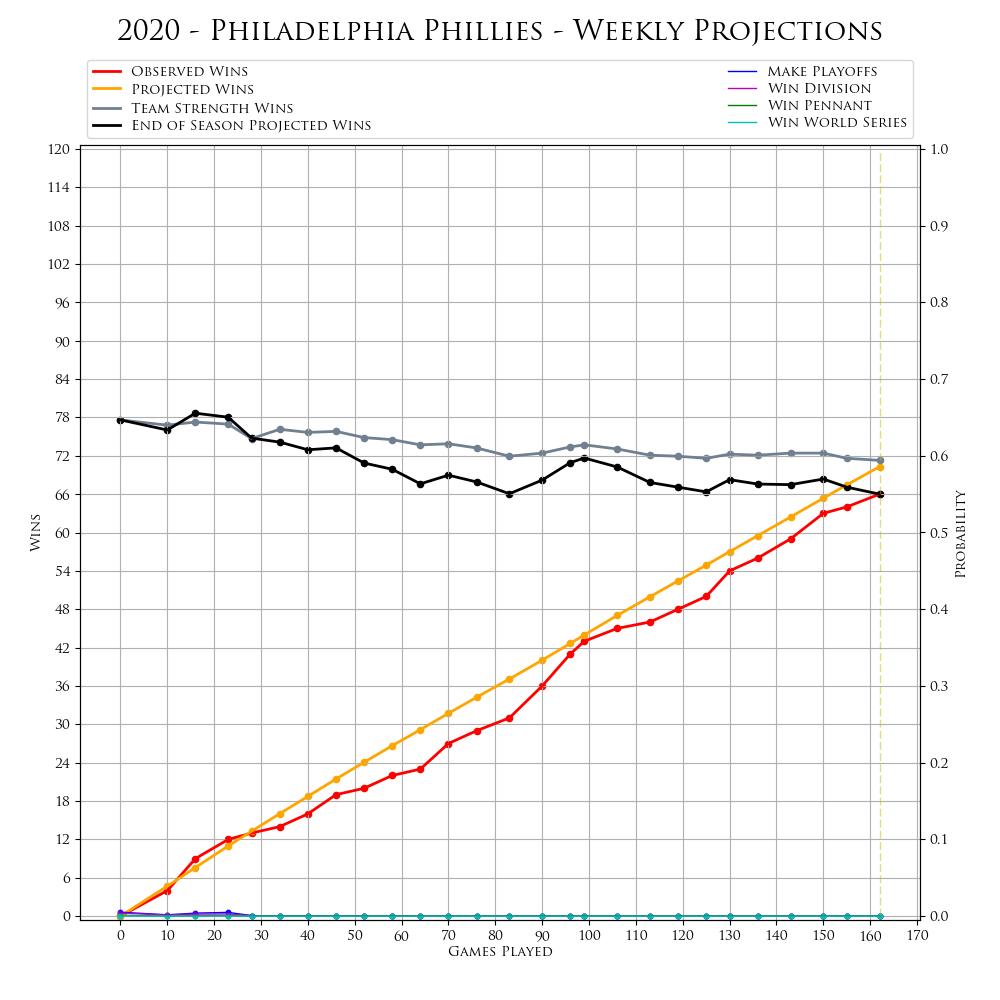 2020 - Philadelphia Phillies - Weekly Projections
Observed Wins
Projected Wins
Team Strength Wins
End of Season Projected Wins
Make Playoffs
Win Division
Win Pennant
Win World Series
120
114
108
102
96
90
84
78
72
66
60
54
48
42
36
30
24
18
12
6
0
Wins
1.0
0.9
0.8
0.7
0.6
0.5
0.4
0.3
0.2
0.1
0.0
Probability
0 10 20 30 40 50 60 70 80 90 100 110 120 130 140 150 160 170
Games Played